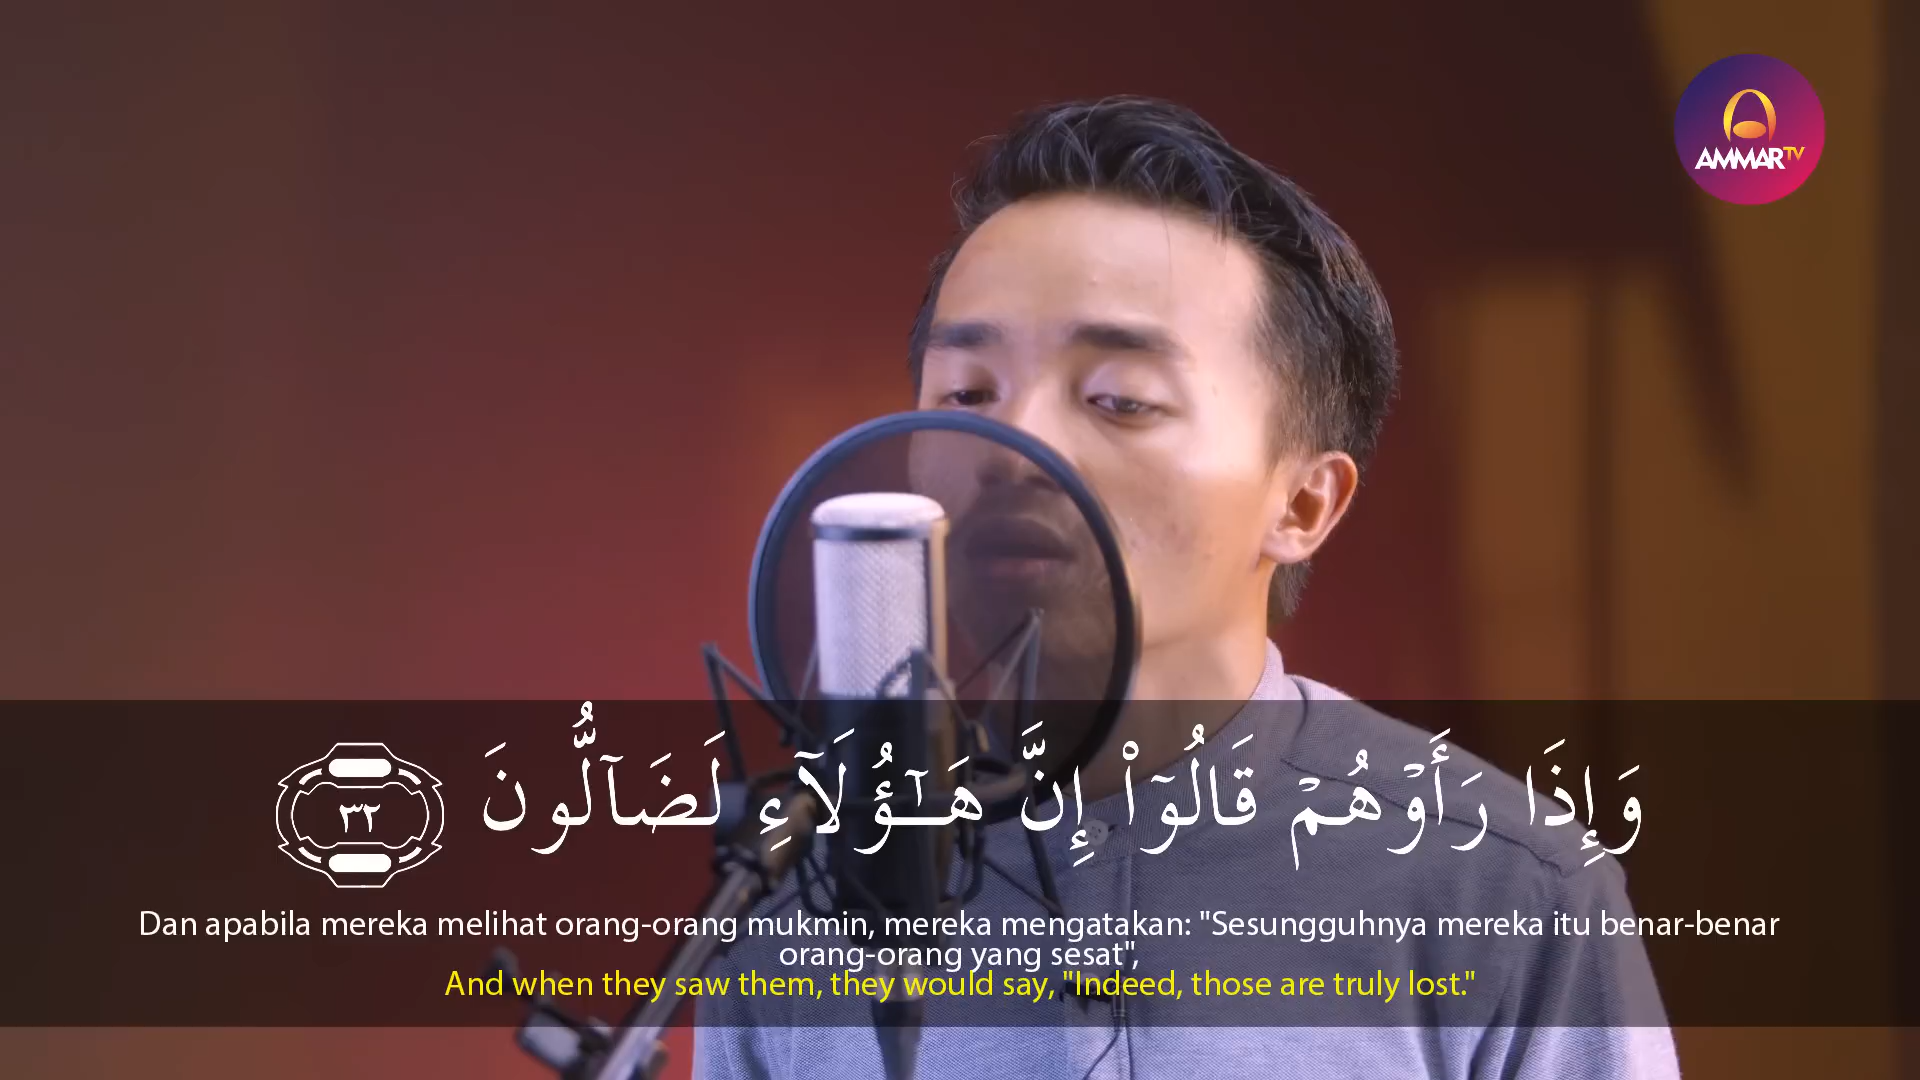 AMMARTV
وَإِذَا رَأَوْهُمْ قَالُوٓا۟ إِنَّ هَـٰٓؤُلَآءِ لَضَآلُّونَ ٣٢
Dan apabila mereka melihat orang-orang mukmin, mereka mengatakan: "Sesungguhnya mereka itu benar-benar
orang-orang yang sesat",
And when they saw them, they would say, "Indeed, those are truly lost."